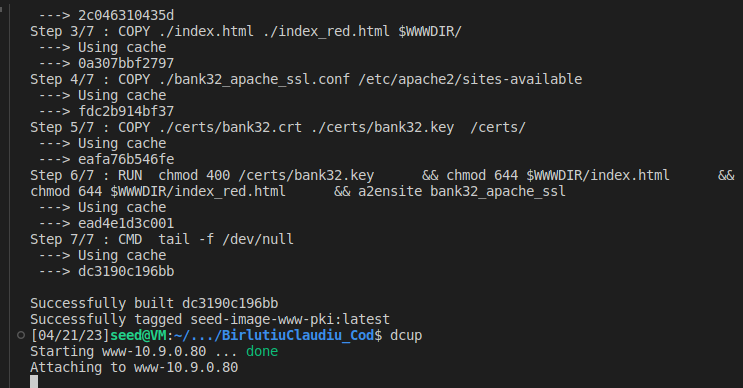 ---> 2c046310435d
Step 3/7 : COPY ./index.html ./index_red.html $WWWDIR/
 ---> Using cache
 ---> 0a307bbf2797
Step 4/7 : COPY ./bank32_apache_ssl.conf /etc/apache2/sites-available
 ---> Using cache
 ---> fdc2b914bf37
Step 5/7 : COPY ./certs/bank32.crt ./certs/bank32.key  /certs/
 ---> Using cache
 ---> eafa76b546fe
Step 6/7 : RUN  chmod 400 /certs/bank32.key      && chmod 644 $WWWDIR/index.html      &&
chmod 644 $WWWDIR/index_red.html      && a2ensite bank32_apache_ssl
 ---> Using cache
 ---> ead4e1d3c001
Step 7/7 : CMD  tail -f /dev/null
 ---> Using cache
 ---> dc3190c196bb

Successfully built dc3190c196bb
Successfully tagged seed-image-www-pki:latest
[04/21/23]seed@VM:~/.../BirlutiuClaudiu_Cod$ dcup
Starting www-10.9.0.80 ... done
Attaching to www-10.9.0.80